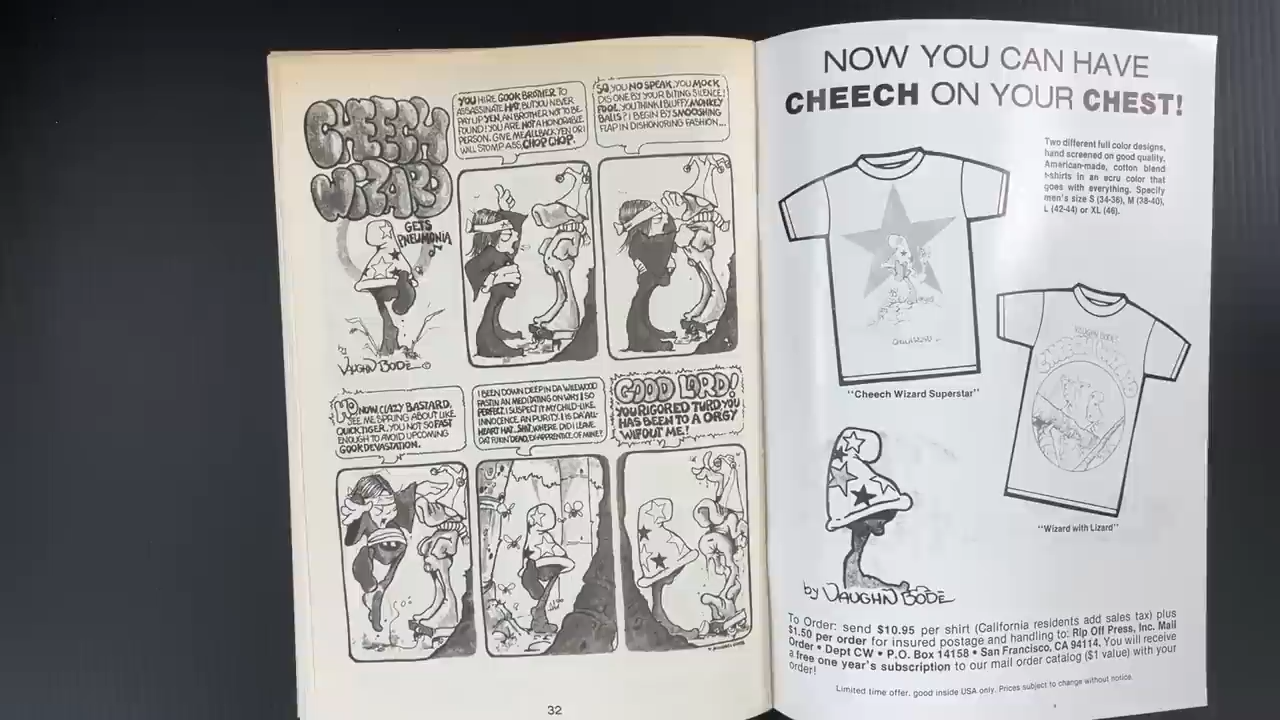 CHEECH
WIZARD
GETS
PNEUMONIA
by
VAUGHN BODĒ ©
YOU HIRE GOOK BROTHER TO
ASSASSINATE HAT, BUT YOU NEVER
PAY UP YEN, AN BROTHER NOT TO BE
FOUND! YOU ARE NOT A HONORABLE
PERSON. GIVE ME ALL BACK YEN OR I
WILL STOMP ASS, CHOP CHOP.
SO, YOU NO SPEAK, YOU MOCK
DIS ONE BY YOUR BITING SILENCE!
FOOL, YOU THINK I BLUFFY, MONKEY
BALLS?! I BEGIN BY SMOOSHING
FLAP IN DISHONORING FASHION...
NOW, CLAZY BASTARD,
SEE ME SPRING ABOUT LIKE
QUICK TIGER. YOU NOT SO FAST
ENOUGH TO AVOID UPCOMING
GOOK DEVASTATION.
I BEEN DOWN DEEP IN DA WILDWOOD
FASTIN AN MEDITATING ON WHY I SO
PERFECT. I SUSPECT IT MY CHILD-LIKE
INNOCENCE AN PURITY. I IS DA'ALL-
HEART HAT... SHIT, WHERE DID I LEAVE
DAT FUKIN' DEAD, EX-APPRENTICE OF MINE?
GOOD LORD!
YOU RIGORED TURD, YOU
HAS BEEN TO A ORGY
WIFOUT ME!
32
NOW YOU CAN HAVE
CHEECH ON YOUR CHEST!
Two different full color designs,
hand screened on good quality,
American-made, cotton blend
t-shirts in an ecru color that
goes with everything. Specify
men's size S (34-36), M (38-40),
L (42-44) or XL (46).
"Cheech Wizard Superstar"
VAUGHN BODE'
CHEECH WIZARD
"Wizard with Lizard"
by VAUGHN BODĒ
To Order: send $10.95 per shirt (California residents add sales tax) plus
$1.50 per order for insured postage and handling to: Rip Off Press, Inc. Mail
Order • Dept CW • P.O. Box 14158 • San Francisco, CA 94114. You will receive
a free one year's subscription to our mail order catalog ($1 value) with your
order!
Limited time offer, good inside USA only. Prices subject to change without notice.